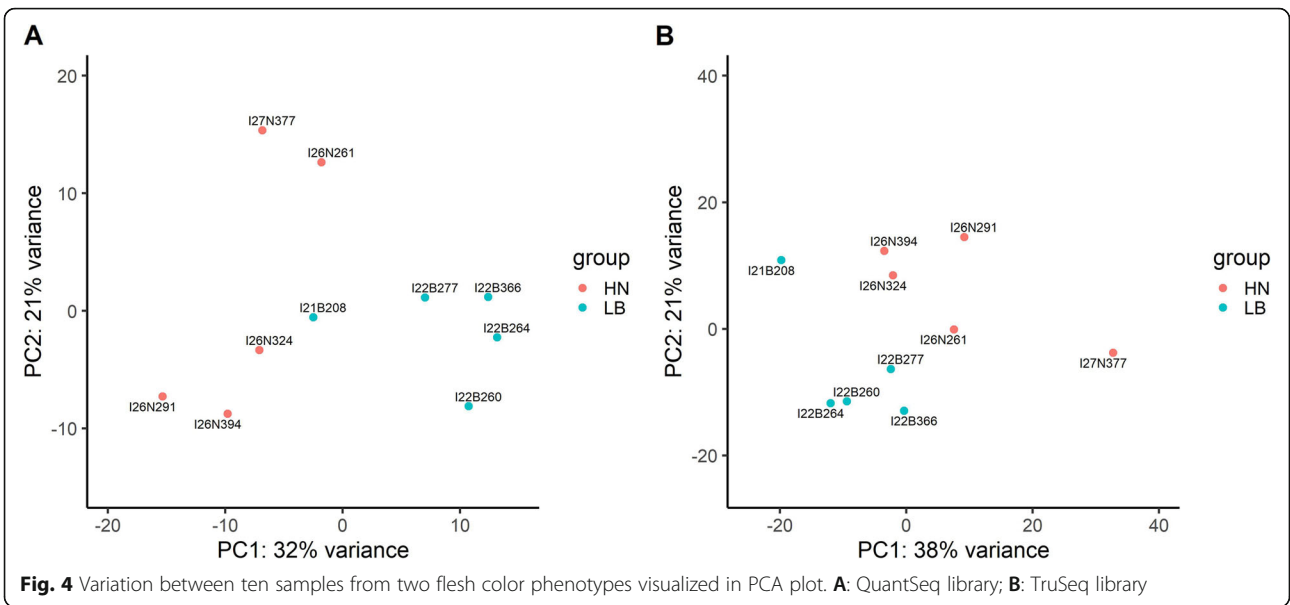 A
PC2: 21% variance
20
10
0
-10
-20
-10
0
10
PC1: 32% variance
I27N377
I26N261
I22B277
I22B366
I21B208
I22B264
I26N324
I22B260
I26N291
I26N394
group
HN
LB
B
PC2: 21% variance
40
20
0
-20
-20
0
20
40
PC1: 38% variance
I26N291
I26N394
I21B208
I26N324
I26N261
I27N377
I22B277
I22B260
I22B264
I22B366
group
HN
LB
Fig. 4 Variation between ten samples from two flesh color phenotypes visualized in PCA plot. A: QuantSeq library; B: TruSeq library